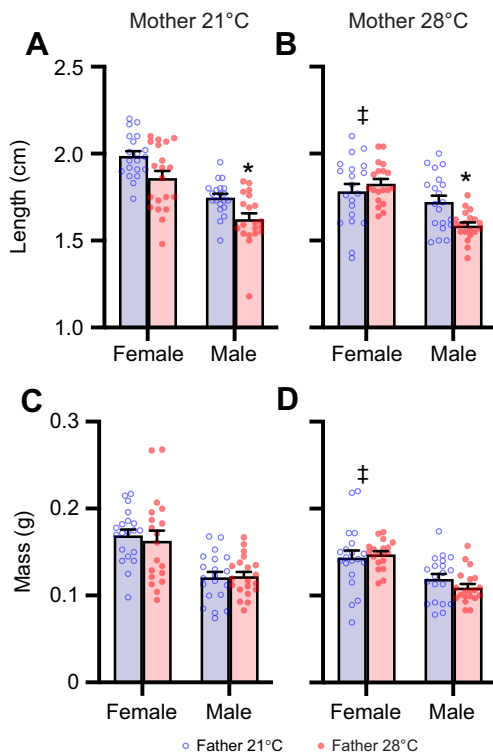 Mother 21°C Mother 28°C
A B
2.5
2.0
1.5
1.0
Length (cm)
‡
*
*
Female Male Female Male
C D
0.3
0.2
0.1
0
Mass (g)
‡
Female Male Female Male
Father 21°C Father 28°C